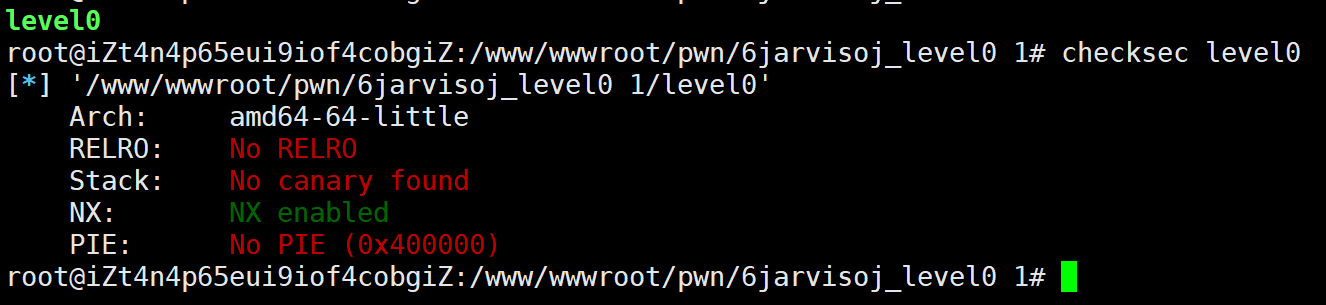 level0
root@iZt4n4p65eui9iof4cobgiZ:/www/wwwroot/pwn/6jarvisoj_level0 1# checksec level0
[*] '/www/wwwroot/pwn/6jarvisoj_level0 1/level0'
    Arch:     amd64-64-little
    RELRO:    No RELRO
    Stack:    No canary found
    NX:       NX enabled
    PIE:      No PIE (0x400000)
root@iZt4n4p65eui9iof4cobgiZ:/www/wwwroot/pwn/6jarvisoj_level0 1#